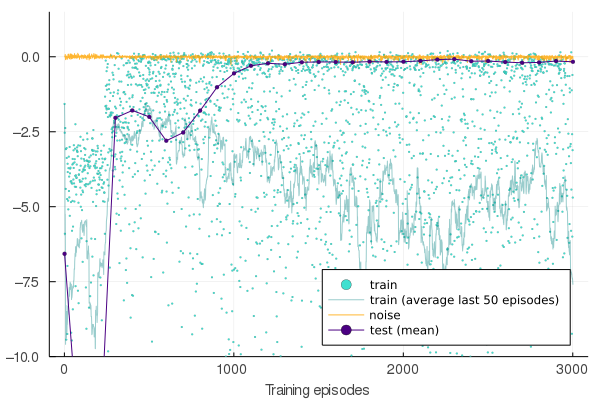 0.0
−2.5
−5.0
−7.5
−10.0
0
1000
2000
3000
Training episodes
train
train (average last 50 episodes)
noise
test (mean)